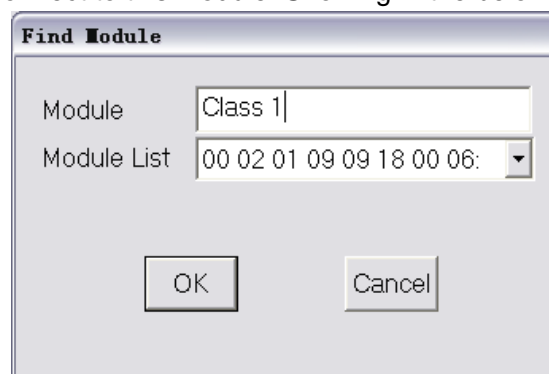 Find Module
Module
Class 1
Module List
00 02 01 09 09 18 00 06:
OK
Cancel